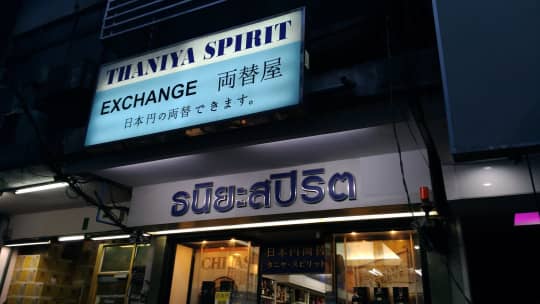 THANIYA SPIRIT
EXCHANGE 両替屋
日本円の両替できます。
ธนิยะสปิริต
CHIVAS
日本円両替
タニヤ・スピリット